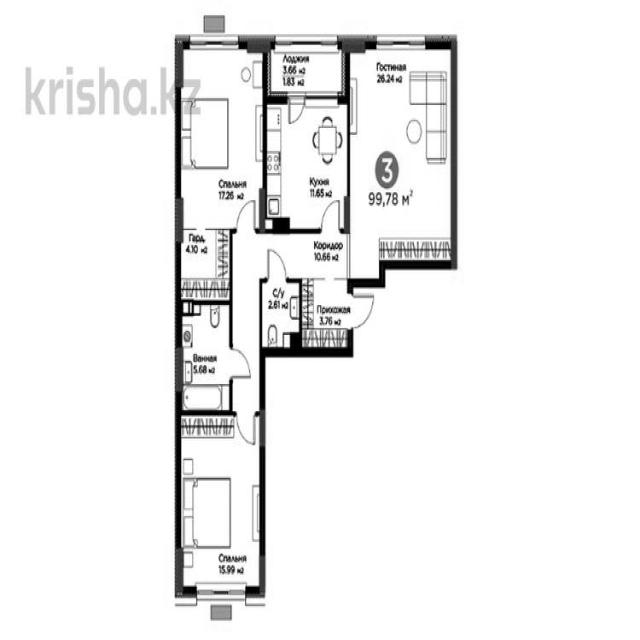 krisha.kz
Лоджия
3.66 м²
1.83 м²
Гостиная
26.24 м²
3
99,78 м²
Кухня
11.65 м²
Спальня
17.26 м²
Гард.
4.10 м²
Коридор
10.66 м²
С/у
2.61 м²
Прихожая
3.76 м²
Ванная
5.68 м²
Спальня
15.99 м²